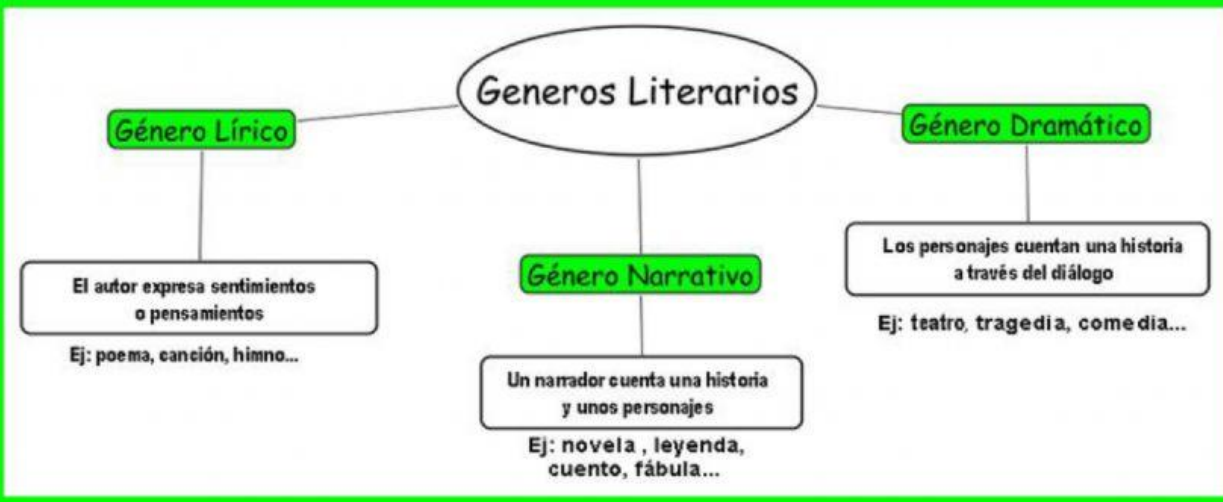 Generos Literarios
Género Lírico
El autor expresa sentimientos
o pensamientos
Ej: poema, canción, himno...
Género Narrativo
Un narrador cuenta una historia
y unos personajes
Ej: novela , leyenda,
cuento, fábula...
Género Dramático
Los personajes cuentan una historia
a través del diálogo
Ej: teatro, tragedia, comedia...